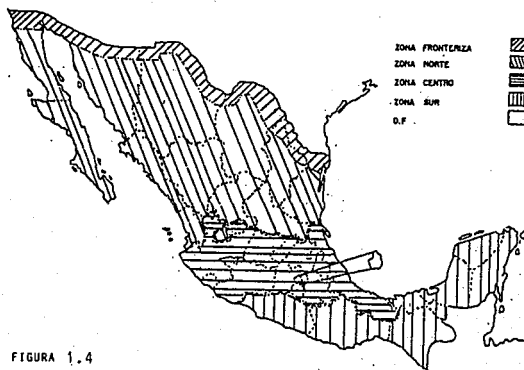 ZONA FRONTERIZA
ZONA NORTE
ZONA CENTRO
ZONA SUR
D.F
FIGURA 1.4